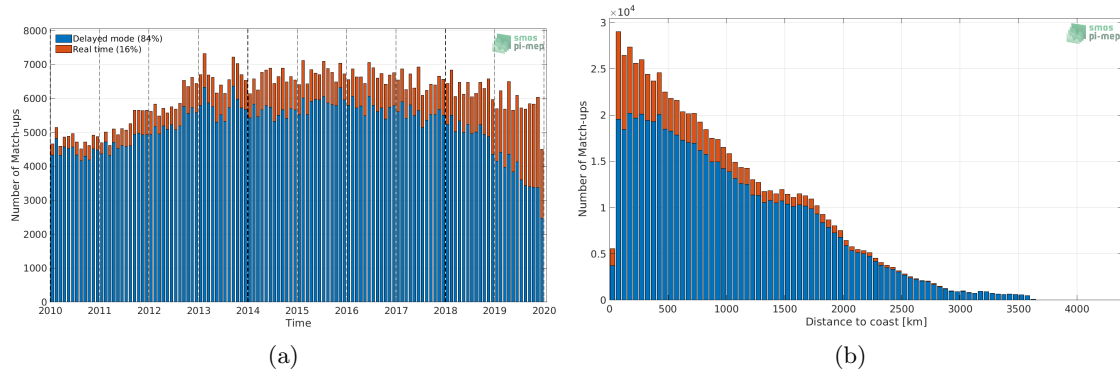 8000
7000
6000
5000
4000
3000
2000
1000
0
Number of Match-ups
Delayed mode (84%)
Real time (16%)
smos
pi-mep
2010 2011 2012 2013 2014 2015 2016 2017 2018 2019 2020
Time
(a)
×10⁴
3
2.5
2
1.5
1
0.5
0
Number of Match-ups
smos
pi-mep
0 500 1000 1500 2000 2500 3000 3500 4000
Distance to coast [km]
(b)